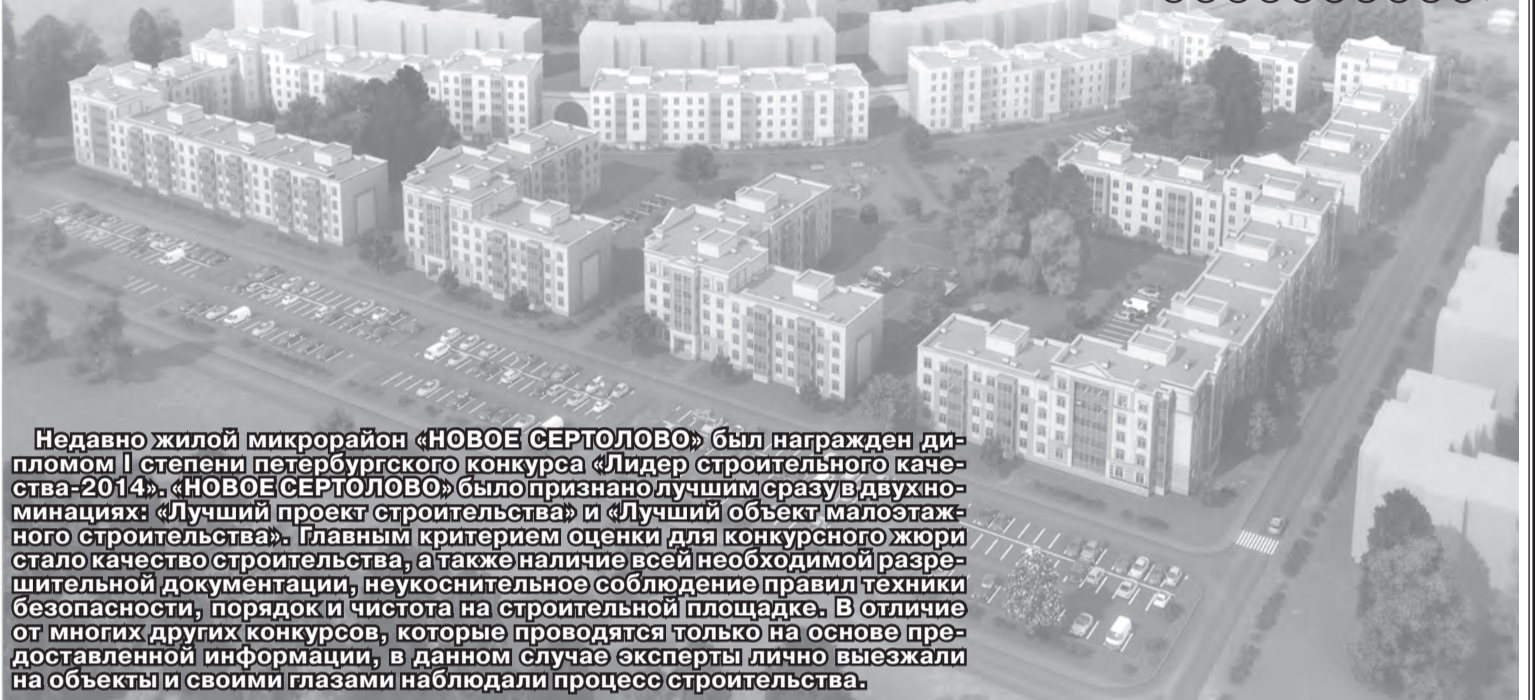 Недавно жилой микрорайон «НОВОЕ СЕРТОЛОВО» был награжден ди-
пломом I степени петербургского конкурса «Лидер строительного каче-
ства-2014». «НОВОЕ СЕРТОЛОВО» было признано лучшим сразу в двух но-
минациях: «Лучший проект строительства» и «Лучший объект малоэтаж-
ного строительства». Главным критерием оценки для конкурсного жюри
стало качество строительства, а также наличие всей необходимой разре-
шительной документации, неукоснительное соблюдение правил техники
безопасности, порядок и чистота на строительной площадке. В отличие
от многих других конкурсов, которые проводятся только на основе пре-
доставленной информации, в данном случае эксперты лично выезжали
на объекты и своими глазами наблюдали процесс строительства.